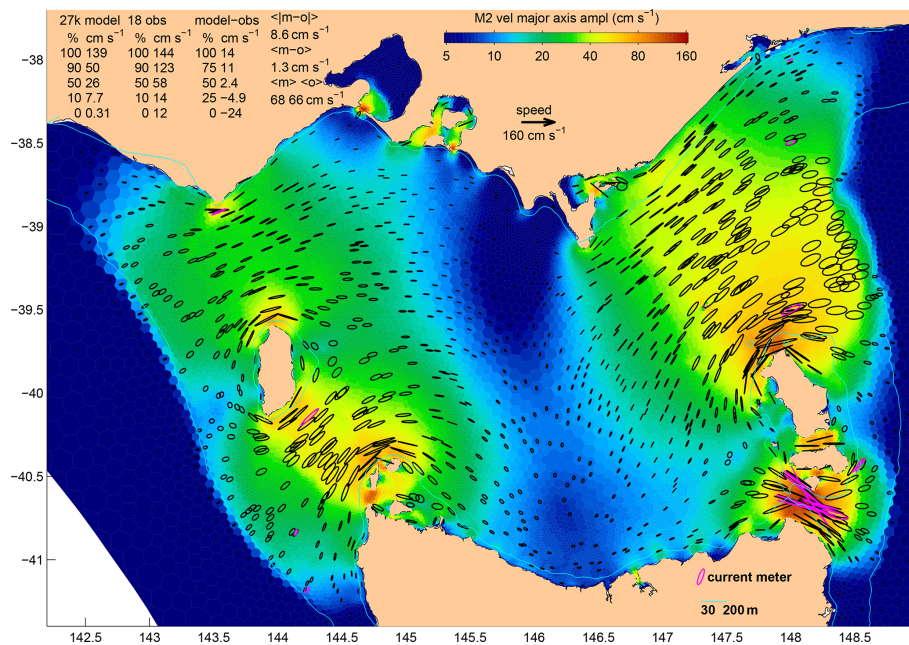 27k model 18 obs model−obs <|m−o|>
% cm s⁻¹ % cm s⁻¹ % cm s⁻¹ 8.6 cm s⁻¹
100 139 100 144 100 14 <m−o>
90 50 90 123 75 11 1.3 cm s⁻¹
50 26 50 58 50 2.4 <m> <o>
10 7.7 10 14 25 −4.9 68 66 cm s⁻¹
0 0.31 0 12 0 −24
M2 vel major axis ampl (cm s⁻¹)
5 10 20 40 80 160
speed
160 cm s⁻¹
−38
−38.5
−39
−39.5
−40
−40.5
−41
current meter
30 200 m
142.5 143 143.5 144 144.5 145 145.5 146 146.5 147 147.5 148 148.5